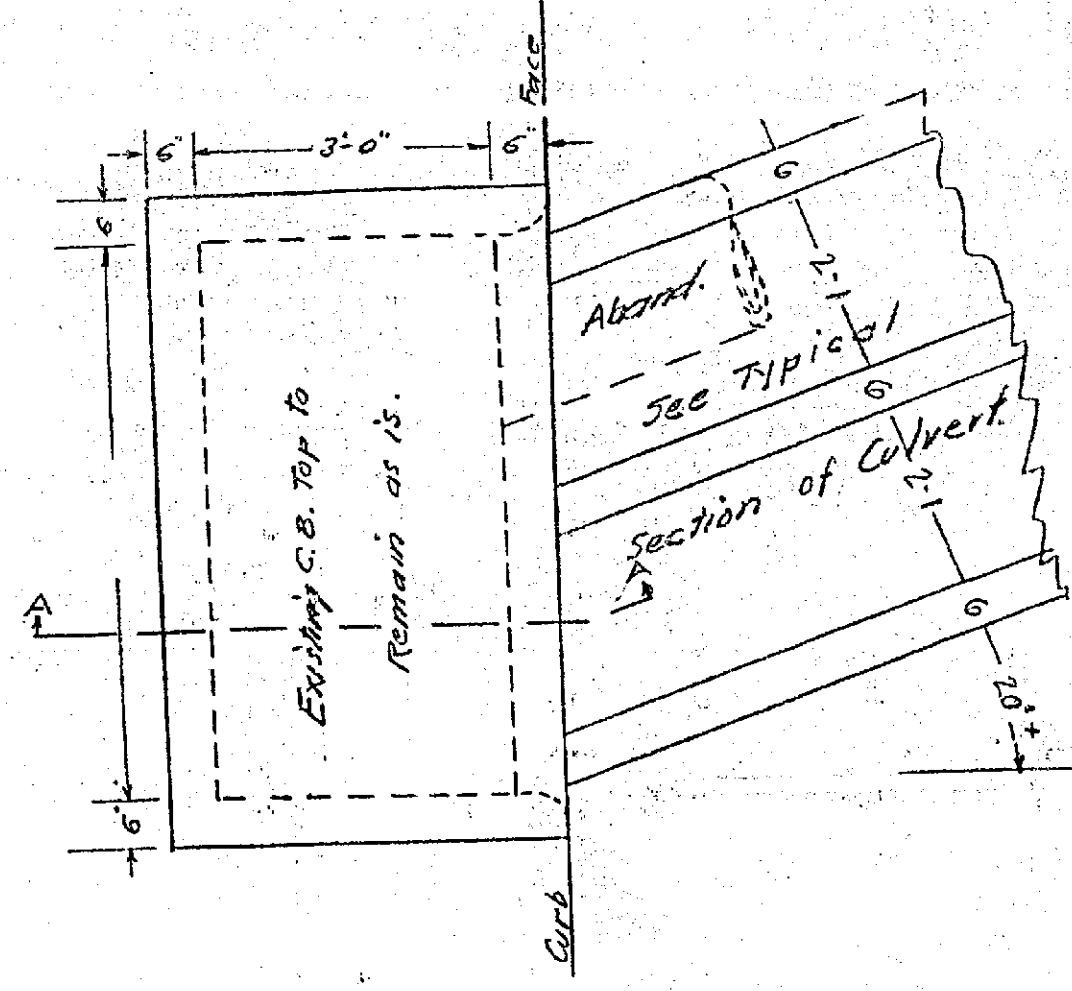 Face
6"
3'-0"
6"
6
A
Existing C.B. Top to
Remain as is.
6"
Curb
Aband.
See Typical
Section of Culvert.
A
6
2-1
6
2-1
6
20°±